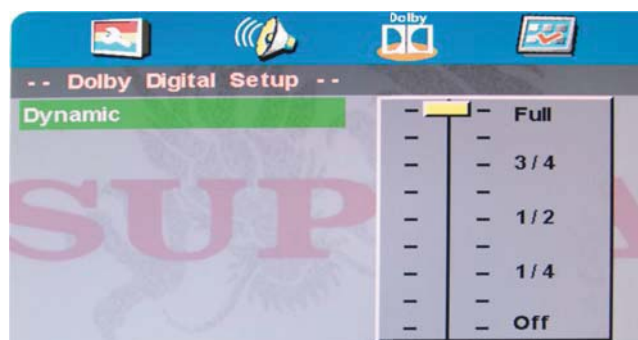 Dolby
-- Dolby Digital Setup --
Dynamic
Full
3/4
1/2
1/4
Off
SUP